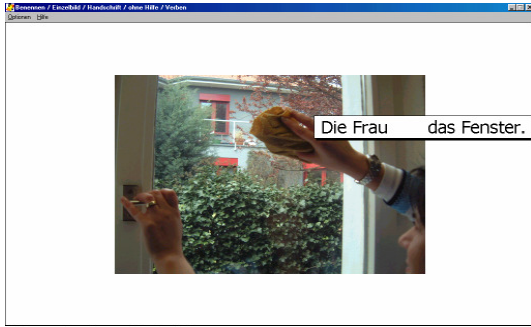 Benennen / Einzelbild / Handschrift / ohne Hilfe / Verben
Optionen Hilfe
Die Frau das Fenster.